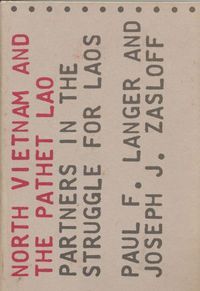 NORTH VIETNAM AND
THE PATHET LAO
PARTNERS IN THE
STRUGGLE FOR LAOS
PAUL F. LANGER AND
JOSEPH J. ZASLOFF